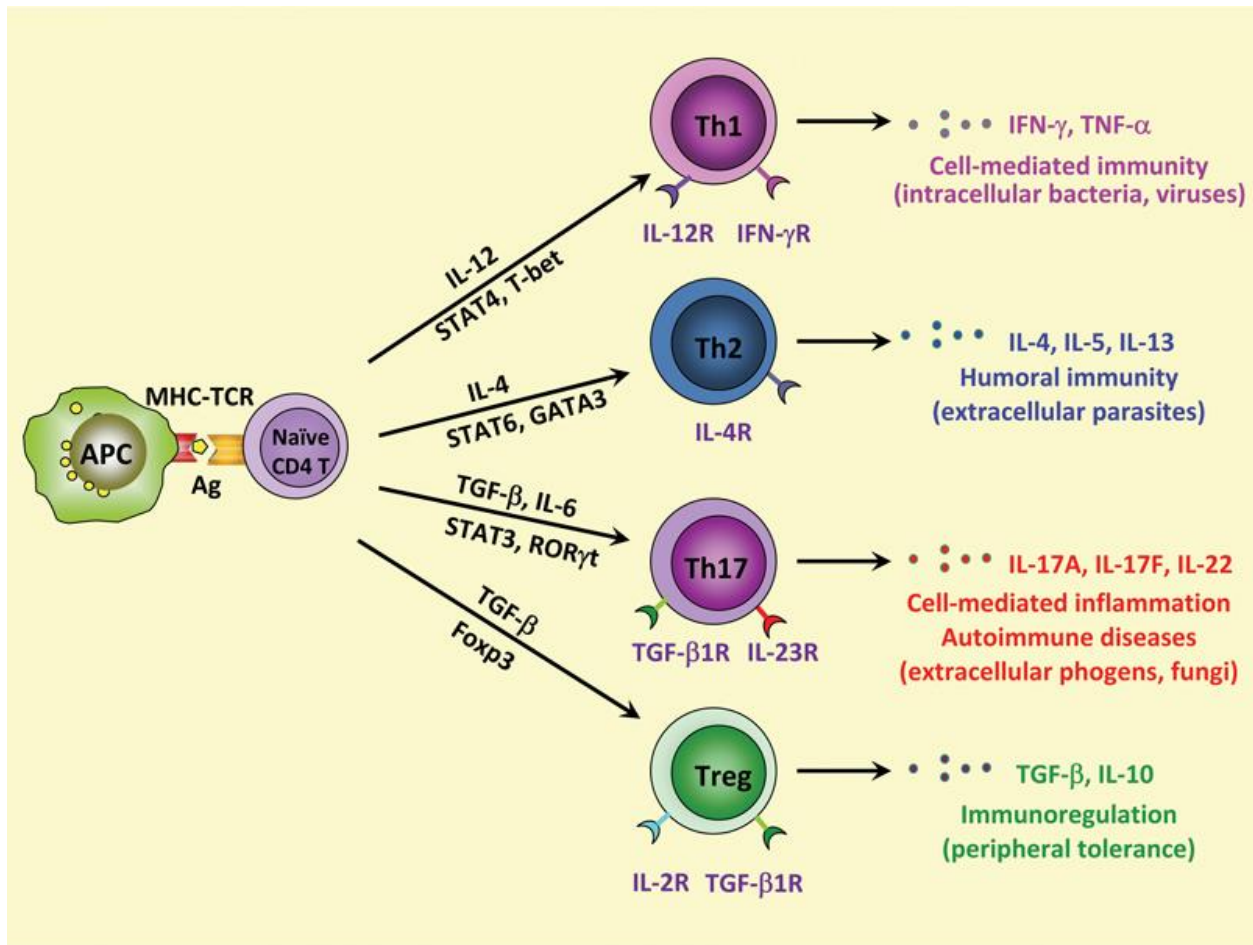 Th1
IFN-γ, TNF-α
Cell-mediated immunity
(intracellular bacteria, viruses)
IL-12R IFN-γR
IL-12
STAT4, T-bet
Th2
IL-4, IL-5, IL-13
Humoral immunity
(extracellular parasites)
IL-4R
IL-4
STAT6, GATA3
MHC-TCR
APC
Naïve
CD4 T
Ag
TGF-β, IL-6
STAT3, RORγt
Th17
IL-17A, IL-17F, IL-22
Cell-mediated inflammation
Autoimmune diseases
(extracellular phogens, fungi)
TGF-β1R IL-23R
TGF-β
Foxp3
Treg
TGF-β, IL-10
Immunoregulation
(peripheral tolerance)
IL-2R TGF-β1R